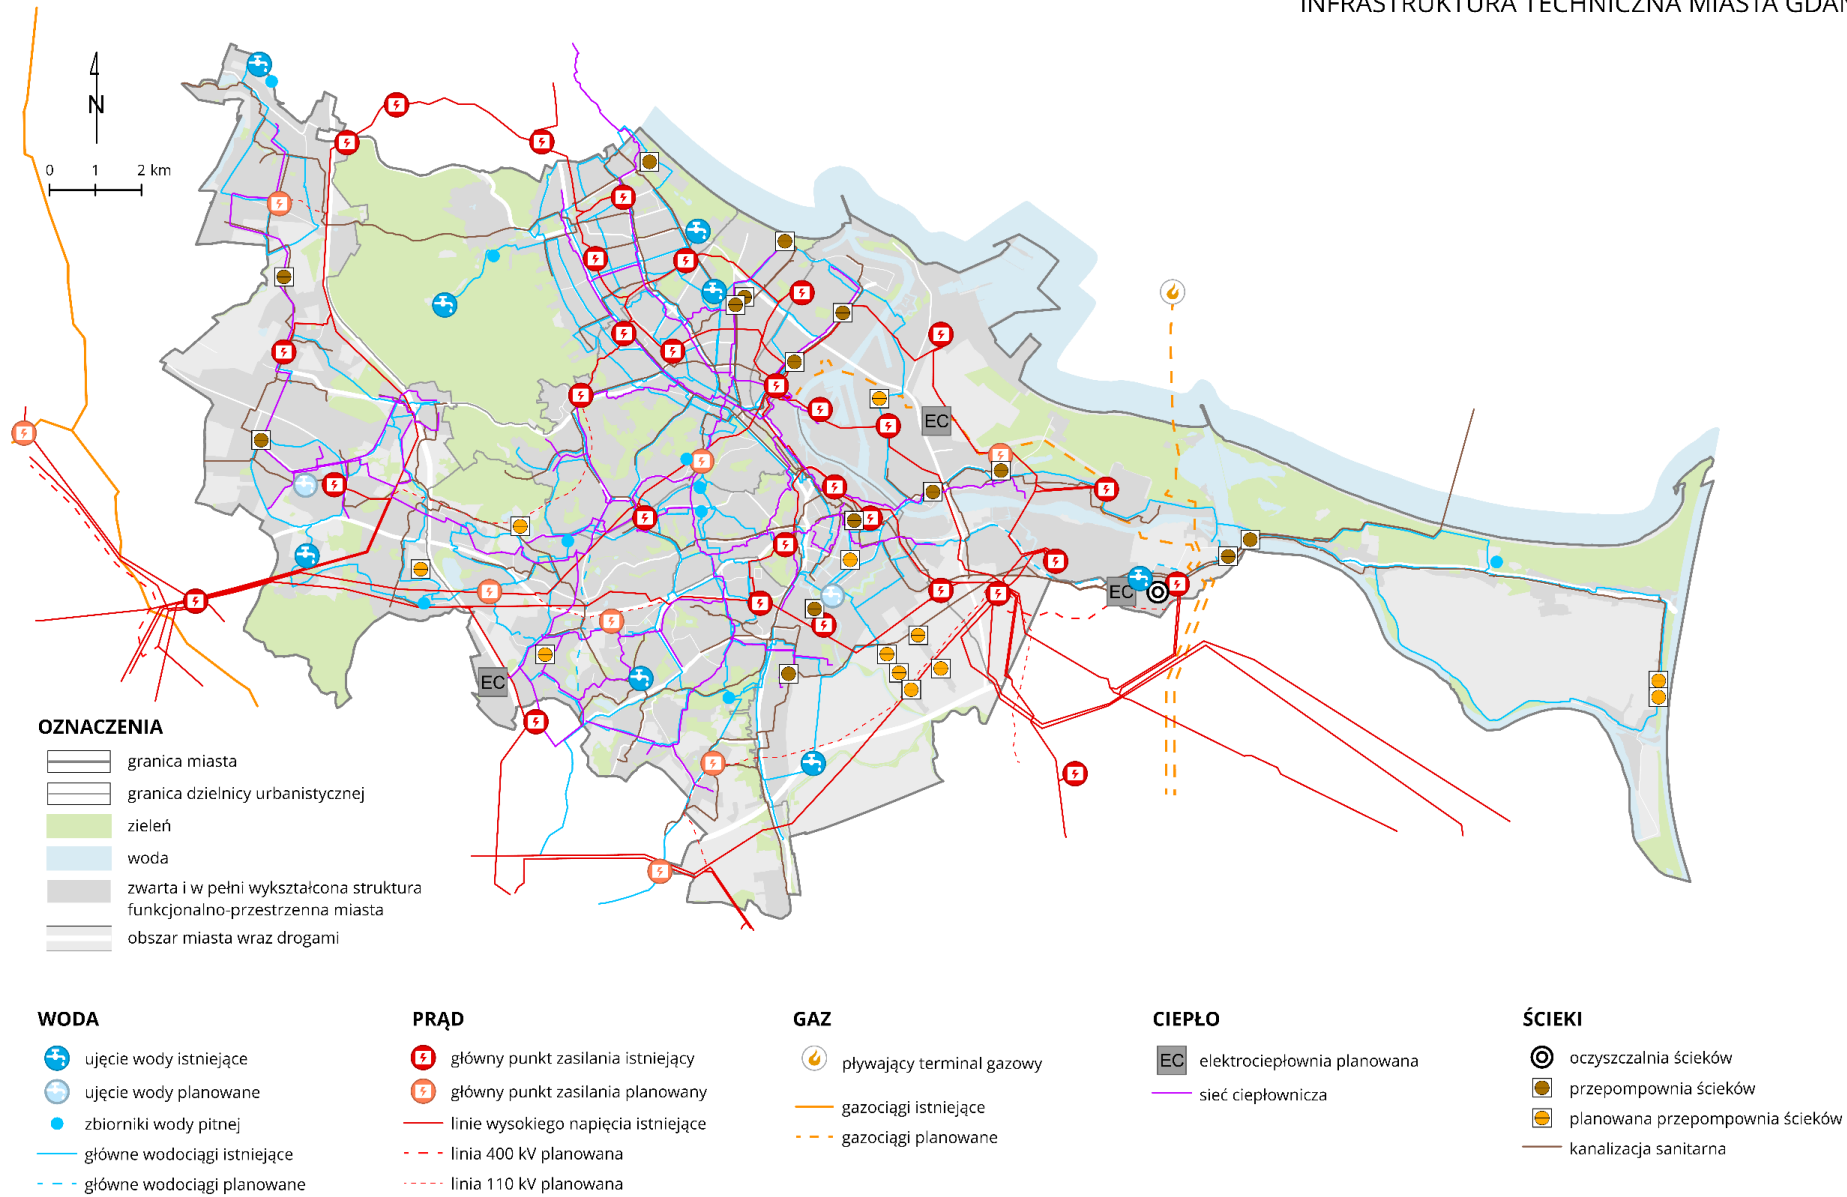 INFRASTRUKTURA TECHNICZNA MIASTA GDAŃ
N
0 1 2 km
EC
EC
EC
OZNACZENIA
granica miasta
granica dzielnicy urbanistycznej
zieleń
woda
zwarta i w pełni wykształcona struktura
funkcjonalno-przestrzenna miasta
obszar miasta wraz drogami
WODA
ujęcie wody istniejące
ujęcie wody planowane
zbiorniki wody pitnej
główne wodociągi istniejące
główne wodociągi planowane
PRĄD
główny punkt zasilania istniejący
główny punkt zasilania planowany
linie wysokiego napięcia istniejące
linia 400 kV planowana
linia 110 kV planowana
GAZ
pływający terminal gazowy
gazociągi istniejące
gazociągi planowane
CIEPŁO
EC elektrociepłownia planowana
sieć ciepłownicza
ŚCIEKI
oczyszczalnia ścieków
przepompownia ścieków
planowana przepompownia ścieków
kanalizacja sanitarna